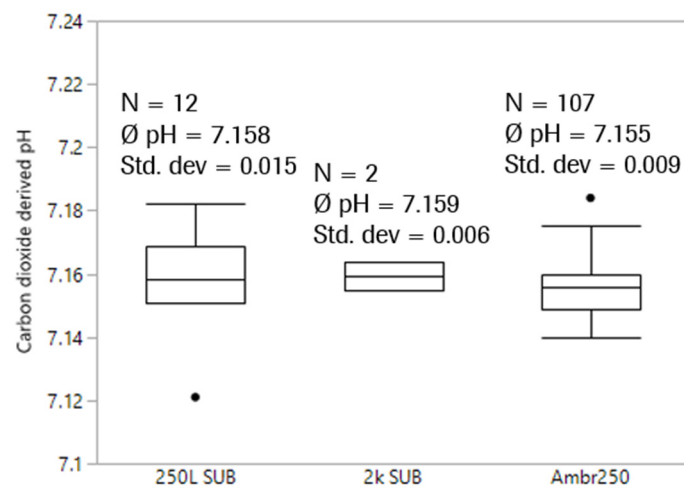 7.24
7.22
7.2
7.18
7.16
7.14
7.12
7.1
Carbon dioxide derived pH
N = 12
Ø pH = 7.158
Std. dev = 0.015
N = 2
Ø pH = 7.159
Std. dev = 0.006
N = 107
Ø pH = 7.155
Std. dev = 0.009
250L SUB
2k SUB
Ambr250